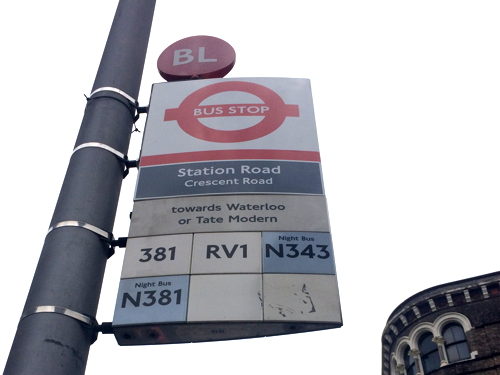 BL
BUS STOP
Station Road
Crescent Road
towards Waterloo
or Tate Modern
381 RV1 Night Bus N343
Night Bus N381